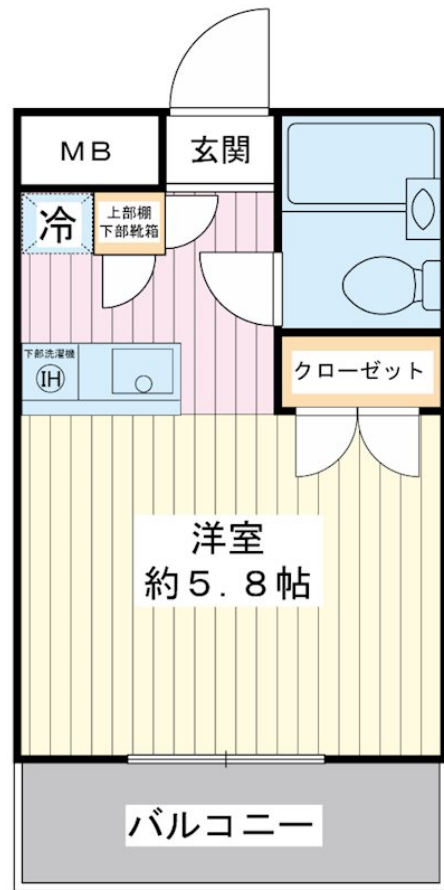 MB
玄関
冷
上部棚
下部靴箱
下部洗濯機
IH
クローゼット
洋室
約5.8帖
バルコニー